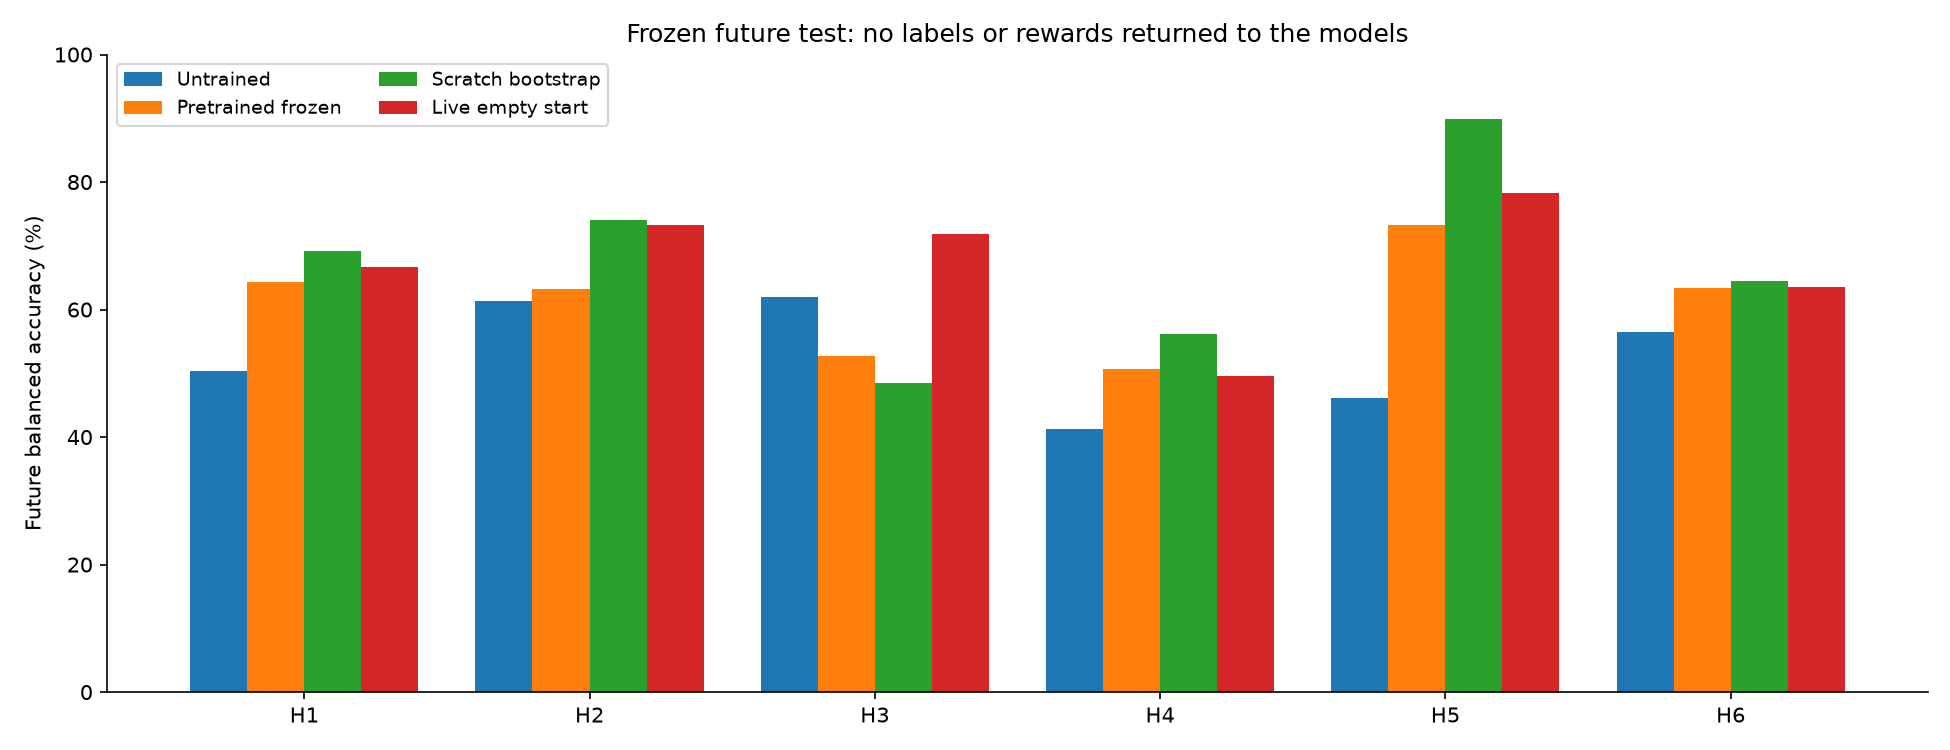 Frozen future test: no labels or rewards returned to the models
Untrained
Pretrained frozen
Scratch bootstrap
Live empty start
Future balanced accuracy (%)
100
80
60
40
20
0
H1 H2 H3 H4 H5 H6